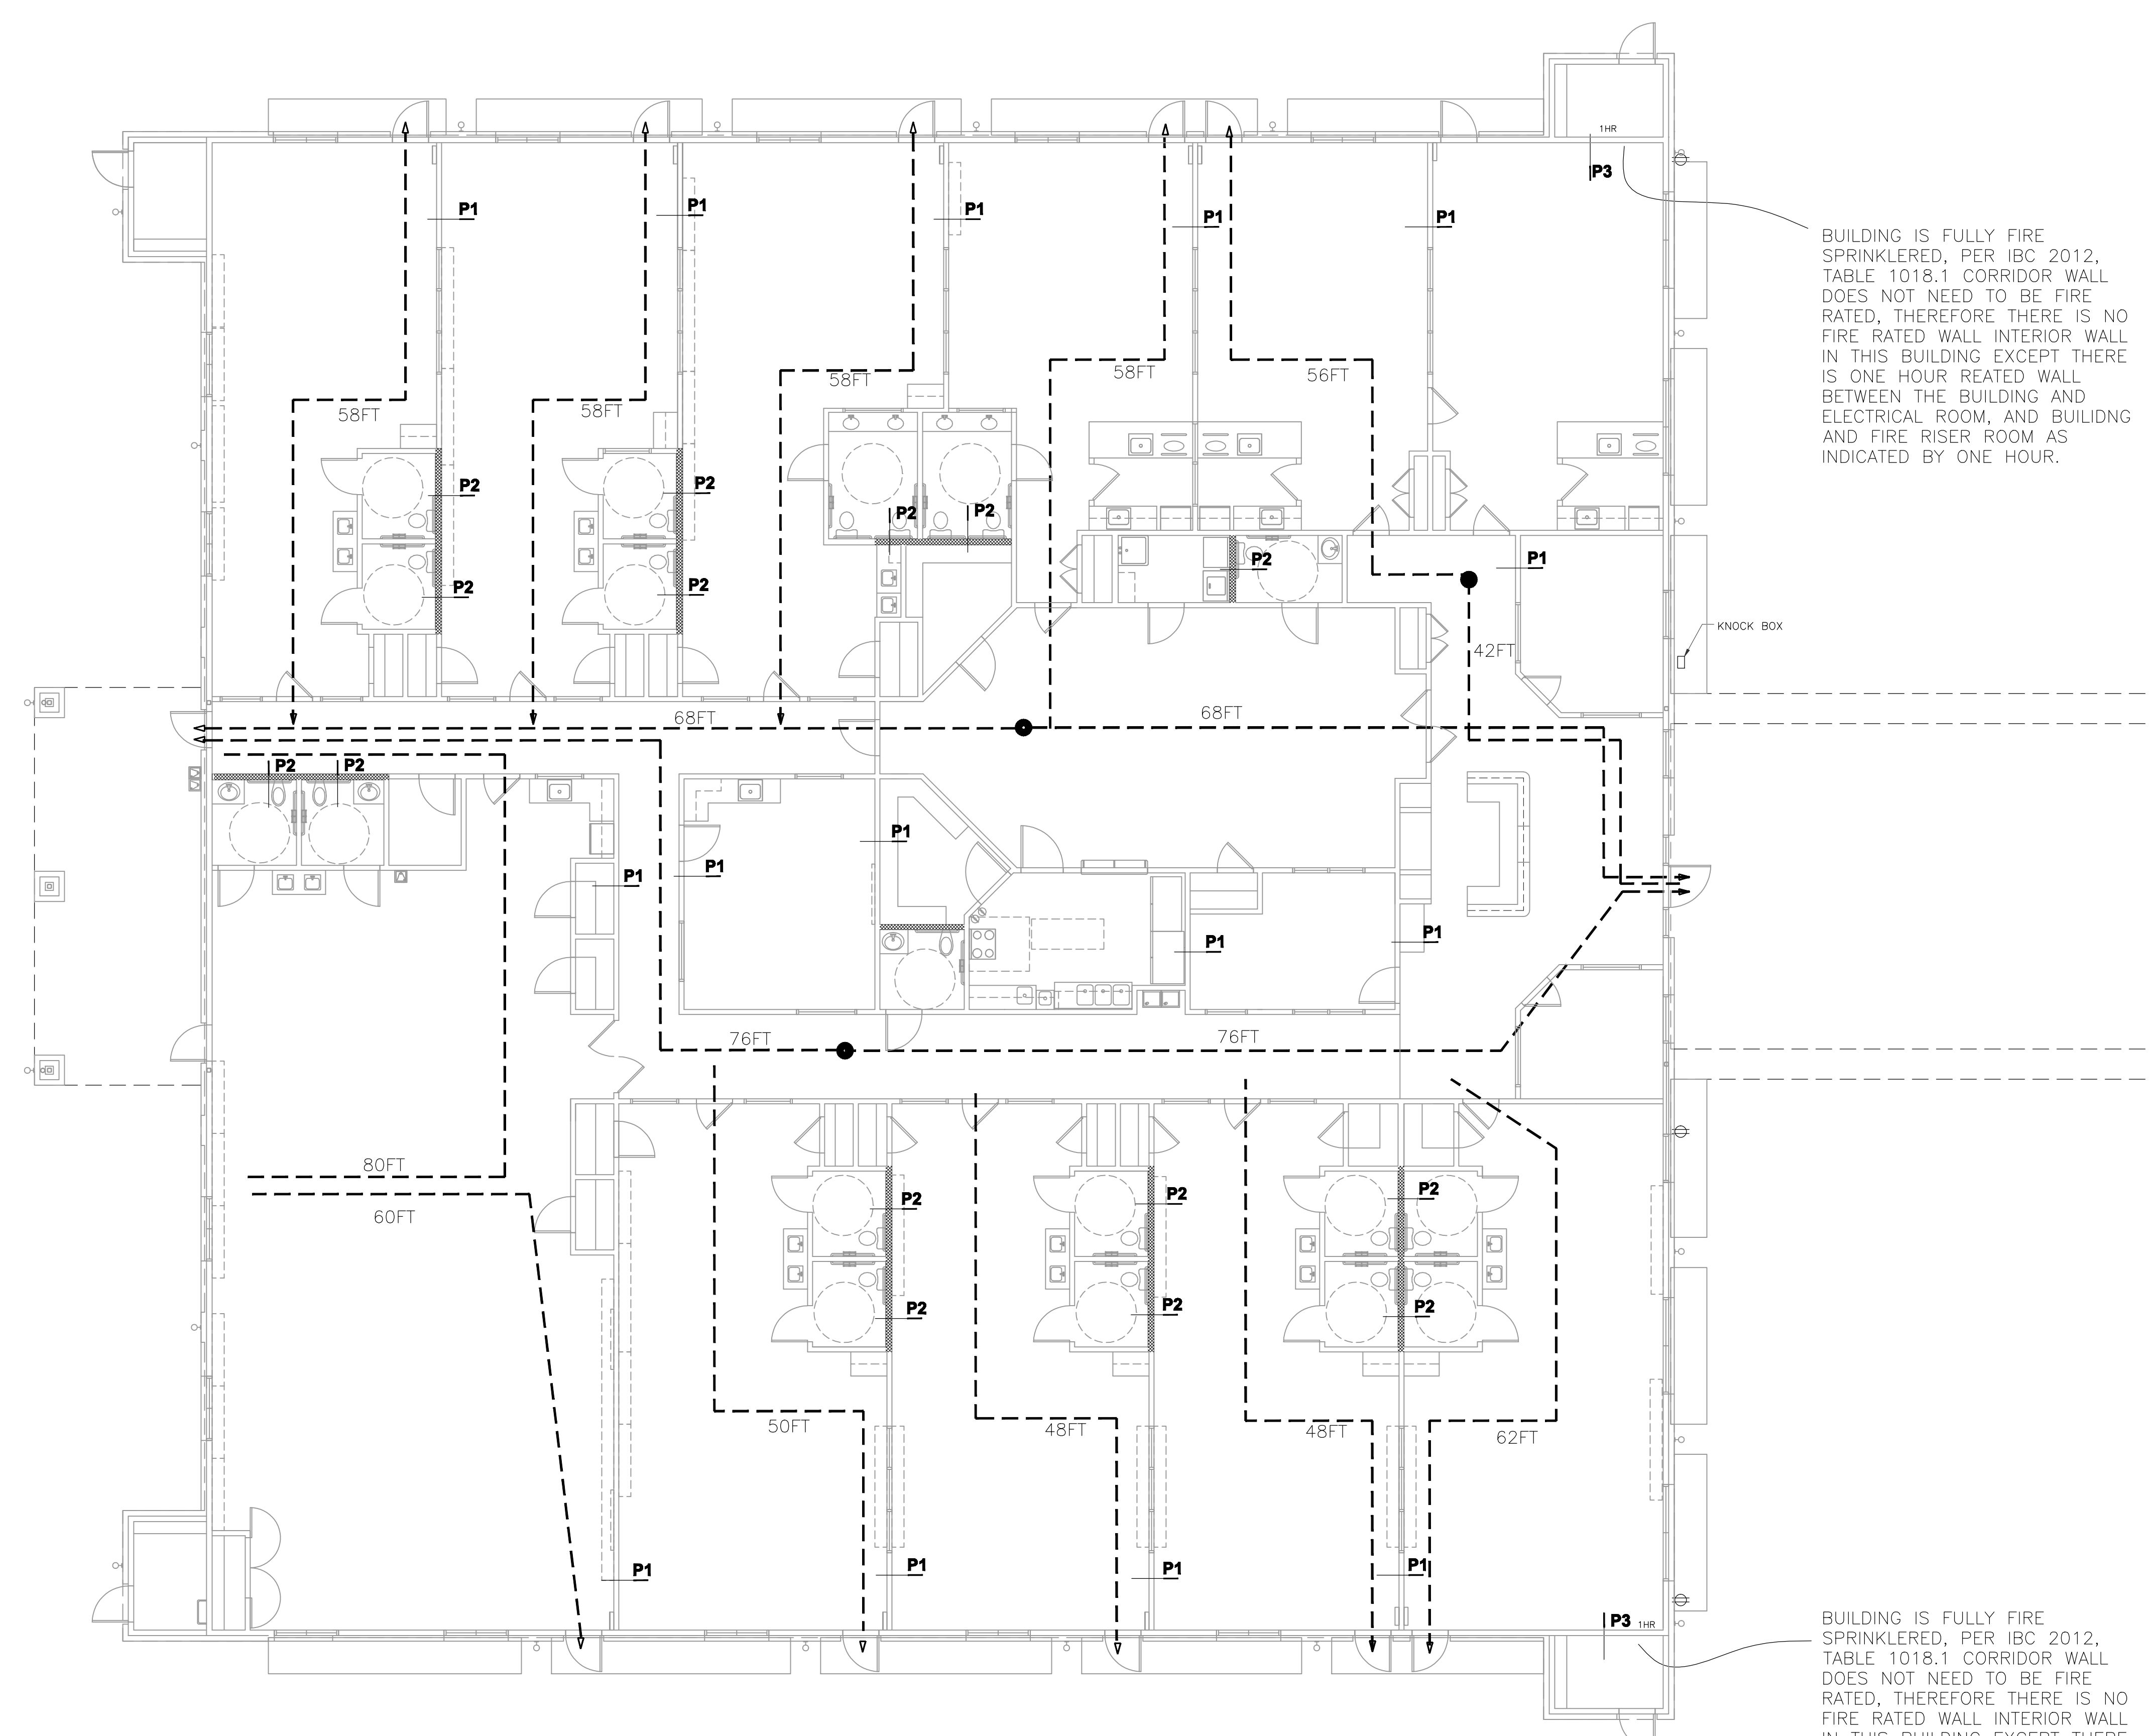 1HR
P3
P1
P1
P1
P1
P1
BUILDING IS FULLY FIRE
SPRINKLERED, PER IBC 2012,
TABLE 1018.1 CORRIDOR WALL
DOES NOT NEED TO BE FIRE
RATED, THEREFORE THERE IS NO
FIRE RATED WALL INTERIOR WALL
IN THIS BUILDING EXCEPT THERE
IS ONE HOUR REATED WALL
BETWEEN THE BUILDING AND
ELECTRICAL ROOM, AND BUILIDNG
AND FIRE RISER ROOM AS
INDICATED BY ONE HOUR.
58FT
58FT
58FT
58FT
56FT
P2
P2
P2
P2
P2
P1
P2
P2
KNOCK BOX
42FT
68FT
68FT
P2
P2
P1
P1
P1
P1
P1
76FT
76FT
80FT
60FT
P2
P2
P2
P2
P2
P2
50FT
48FT
48FT
62FT
P1
P1
P1
P1
P3
1HR
BUILDING IS FULLY FIRE
SPRINKLERED, PER IBC 2012,
TABLE 1018.1 CORRIDOR WALL
DOES NOT NEED TO BE FIRE
RATED, THEREFORE THERE IS NO
FIRE RATED WALL INTERIOR WALL
IN THIS BUILDING EXCEPT THERE